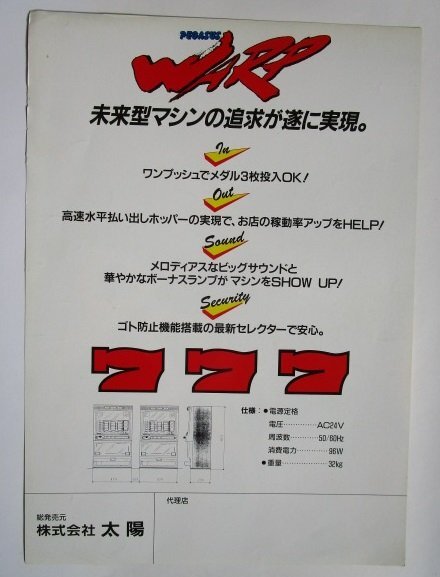 PEGASUS
WARP
未来型マシンの追求が遂に実現。
In
ワンプッシュでメダル3枚投入OK!
Out
高速水平払い出しホッパーの実現で、お店の稼動率アップをHELP!
Sound
メロディアスなビッグサウンドと
華やかなボーナスランプが マシンをSHOW UP!
Security
ゴト防止機能搭載の最新セレクターで安心。
7 7 7
仕様:●電源定格
電圧…………AC24V
周波数………50/60Hz
消費電力………96W
●重量…………32kg
代理店
総発売元
株式会社 太陽